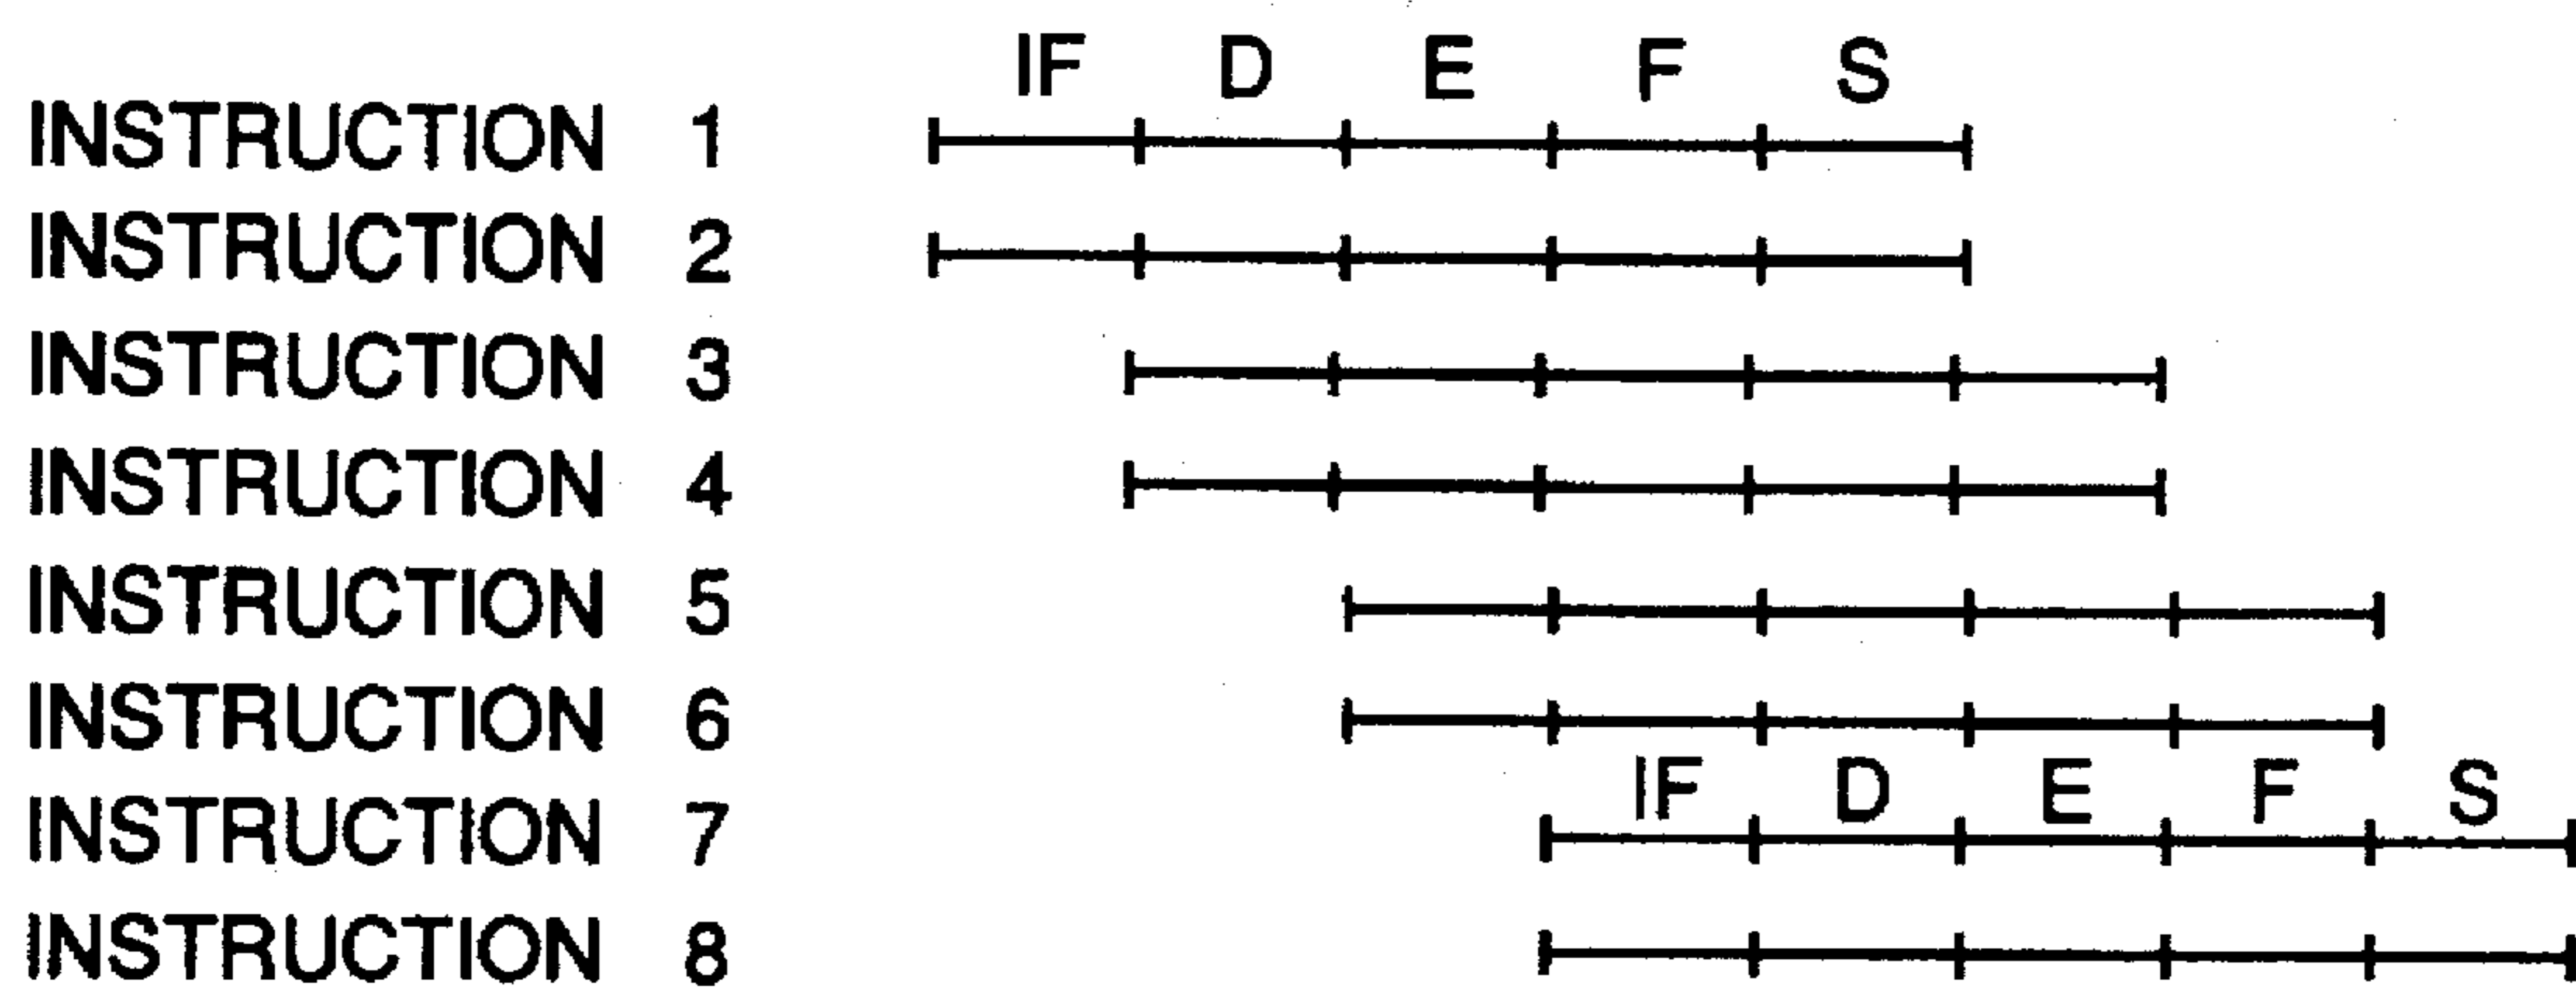 IF D E F S
INSTRUCTION 1
INSTRUCTION 2
INSTRUCTION 3
INSTRUCTION 4
INSTRUCTION 5
INSTRUCTION 6
IF D E F S
INSTRUCTION 7
INSTRUCTION 8